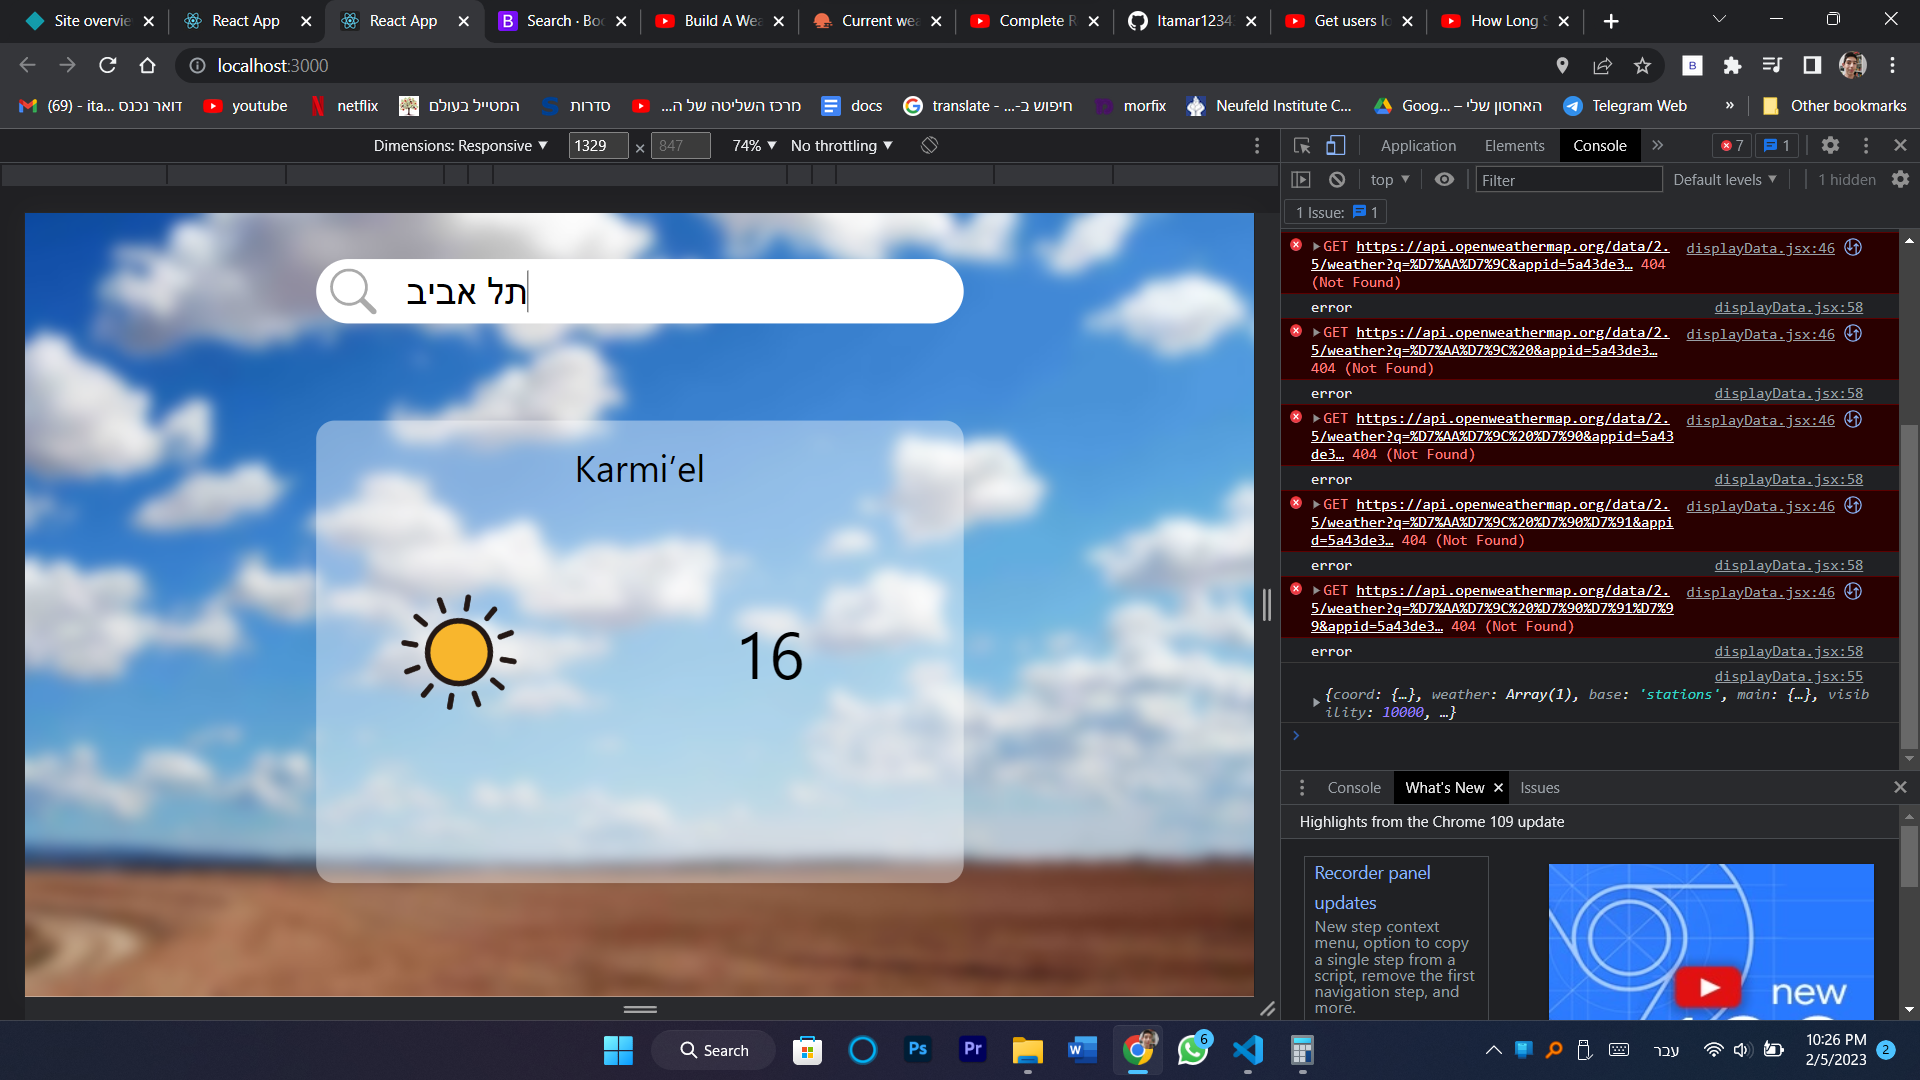 Site overvie
React App
React App
Search · Boo
Build A Wea
Current wea
Complete R
Itamar1234
Get users lo
How Long S
localhost:3000
(69) - ita... דואר נכנס
youtube
netflix
המטייל בעולם
סדרות
מרכז השליטה של ה...
docs
translate - ... חיפוש ב-
morfix
Neufeld Institute C...
Goog... – האחסון שלי
Telegram Web
»
Other bookmarks
Dimensions: Responsive
1329
×
847
74%
No throttling
Application
Elements
Console
»
7
1
top
Filter
Default levels
1 hidden
1 Issue: 1
תל אביב
Karmi'el
16
GET https://api.openweathermap.org/data/2. displayData.jsx:46
5/weather?q=%D7%AA%D7%9C&appid=5a43de3… 404
(Not Found)
error displayData.jsx:58
GET https://api.openweathermap.org/data/2. displayData.jsx:46
5/weather?q=%D7%AA%D7%9C%20&appid=5a43de3…
404 (Not Found)
error displayData.jsx:58
GET https://api.openweathermap.org/data/2. displayData.jsx:46
5/weather?q=%D7%AA%D7%9C%20%D7%90&appid=5a43
de3… 404 (Not Found)
error displayData.jsx:58
GET https://api.openweathermap.org/data/2. displayData.jsx:46
5/weather?q=%D7%AA%D7%9C%20%D7%90%D7%91&appi
d=5a43de3… 404 (Not Found)
error displayData.jsx:58
GET https://api.openweathermap.org/data/2. displayData.jsx:46
5/weather?q=%D7%AA%D7%9C%20%D7%90%D7%91%D7%9
9&appid=5a43de3… 404 (Not Found)
error displayData.jsx:58
displayData.jsx:55
{coord: {…}, weather: Array(1), base: 'stations', main: {…}, visib
ility: 10000, …}
Console
What's New
Issues
Highlights from the Chrome 109 update
Recorder panel
updates
New step context
menu, option to copy
a single step from a
script, remove the first
navigation step, and
more.
new
Search
Ps
Pr
6
עבר
10:26 PM
2/5/2023
2